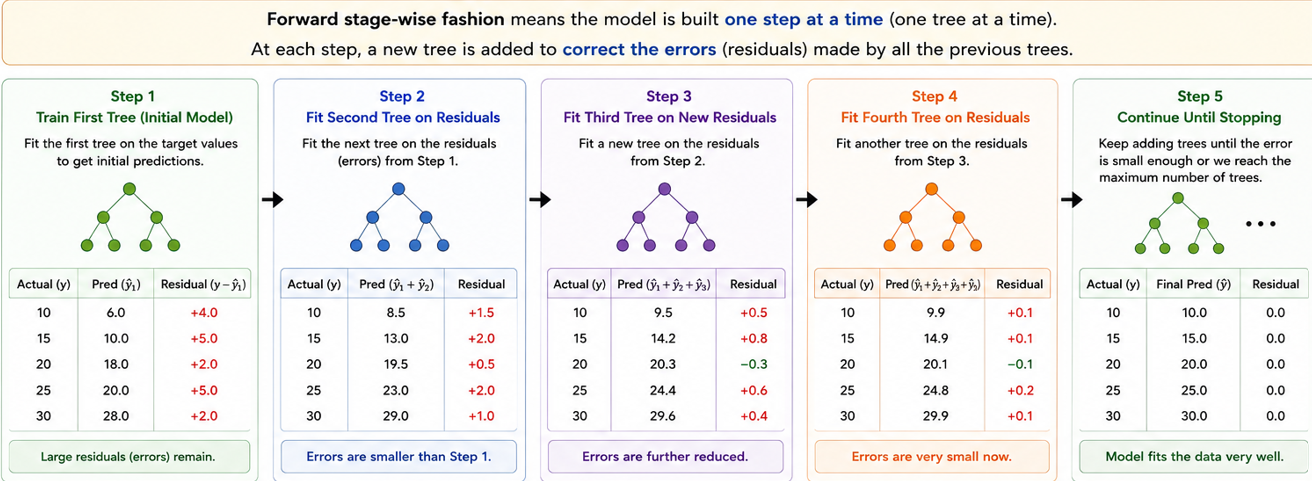 Forward stage-wise fashion means the model is built one step at a time (one tree at a time).
At each step, a new tree is added to correct the errors (residuals) made by all the previous trees.
Step 1
Train First Tree (Initial Model)
Fit the first tree on the target values
to get initial predictions.
Actual (y) Pred (ŷ₁) Residual (y − ŷ₁)
10 6.0 +4.0
15 10.0 +5.0
20 18.0 +2.0
25 20.0 +5.0
30 28.0 +2.0
Large residuals (errors) remain.
Step 2
Fit Second Tree on Residuals
Fit the next tree on the residuals
(errors) from Step 1.
Actual (y) Pred (ŷ₁ + ŷ₂) Residual
10 8.5 +1.5
15 13.0 +2.0
20 19.5 +0.5
25 23.0 +2.0
30 29.0 +1.0
Errors are smaller than Step 1.
Step 3
Fit Third Tree on New Residuals
Fit a new tree on the residuals
from Step 2.
Actual (y) Pred (ŷ₁ + ŷ₂ + ŷ₃) Residual
10 9.5 +0.5
15 14.2 +0.8
20 20.3 −0.3
25 24.4 +0.6
30 29.6 +0.4
Errors are further reduced.
Step 4
Fit Fourth Tree on Residuals
Fit another tree on the residuals
from Step 3.
Actual (y) Pred (ŷ₁+ŷ₂+ŷ₃+ŷ₃) Residual
10 9.9 +0.1
15 14.9 +0.1
20 20.1 −0.1
25 24.8 +0.2
30 29.9 +0.1
Errors are very small now.
Step 5
Continue Until Stopping
Keep adding trees until the error
is small enough or we reach the
maximum number of trees.
Actual (y) Final Pred (ŷ) Residual
10 10.0 0.0
15 15.0 0.0
20 20.0 0.0
25 25.0 0.0
30 30.0 0.0
Model fits the data very well.